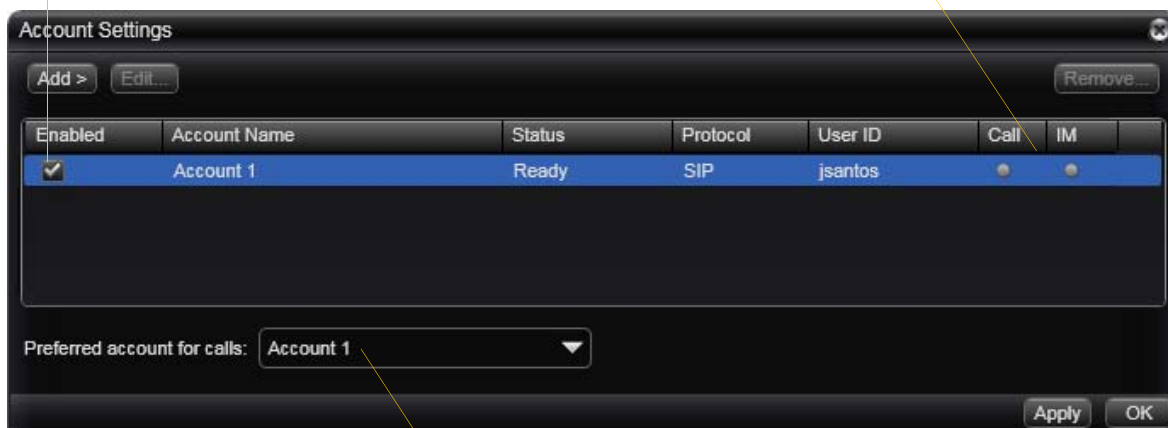 Account Settings
Add > Edit... Remove...
Enabled Account Name Status Protocol User ID Call IM
Account 1 Ready SIP jsantos
Preferred account for calls: Account 1
Apply OK